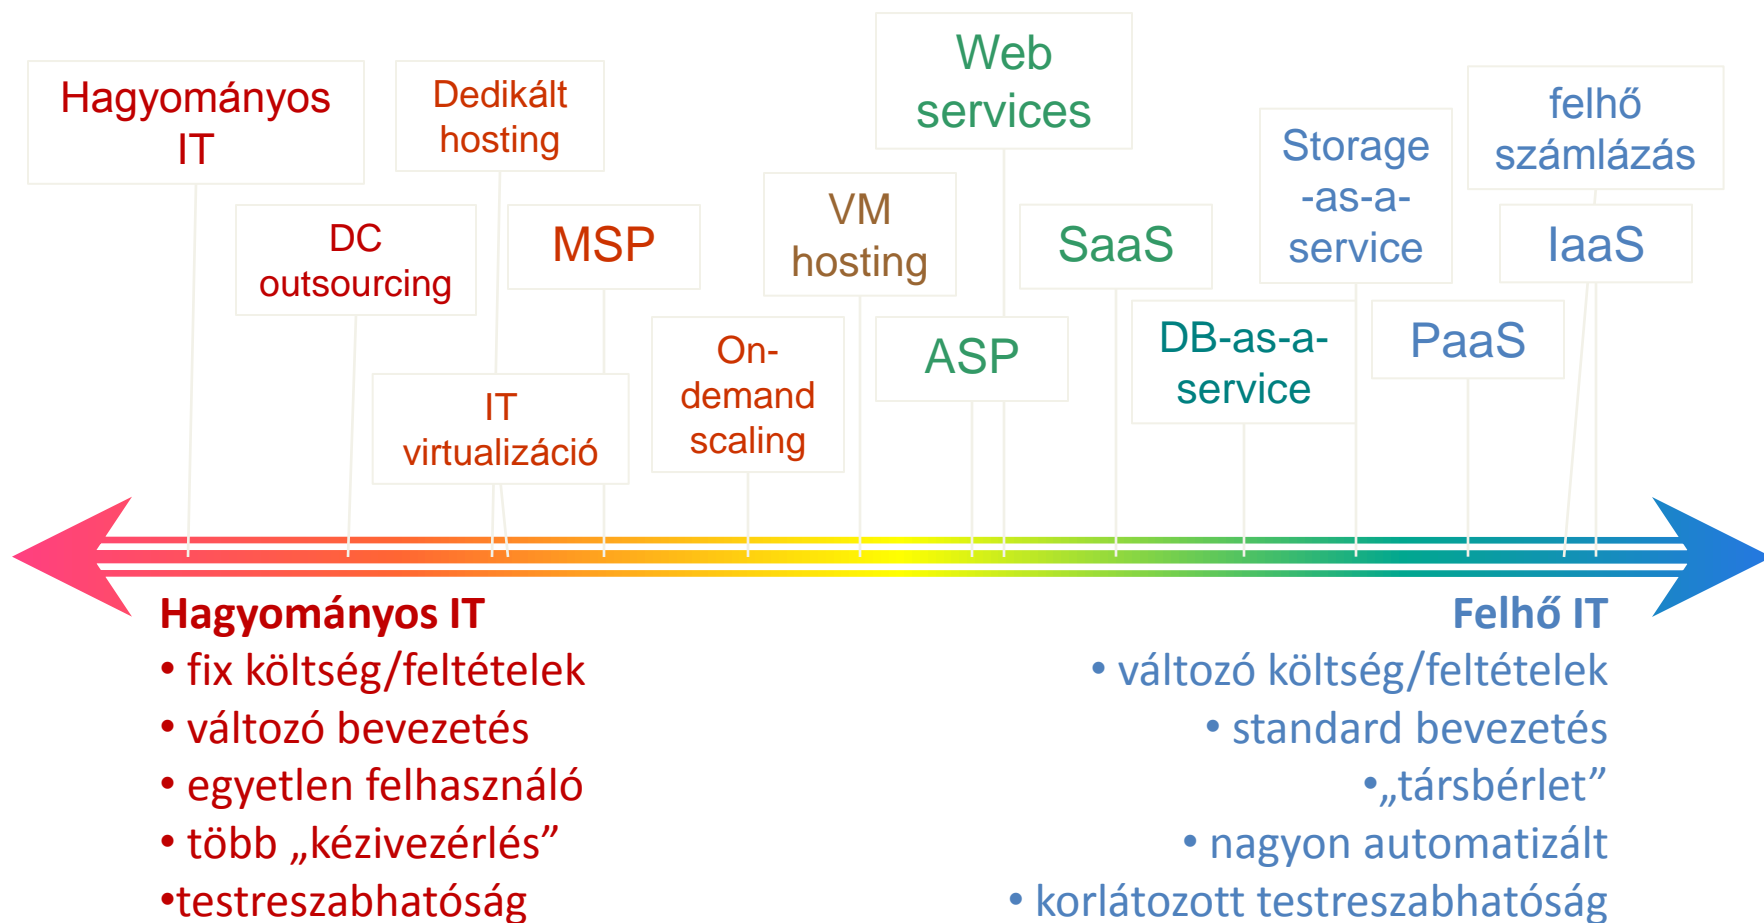 Hagyományos
IT
Dedikált
hosting
Web
services
felhő
számlázás
Storage
-as-a-
service
DC
outsourcing
MSP
VM
hosting
SaaS
IaaS
IT
virtualizáció
On-
demand
scaling
ASP
DB-as-a-
service
PaaS
Hagyományos IT
• fix költség/feltételek
• változó bevezetés
• egyetlen felhasználó
• több „kézivezérlés”
•testreszabhatóság
Felhő IT
• változó költség/feltételek
• standard bevezetés
•„társbérlet”
• nagyon automatizált
• korlátozott testreszabhatóság